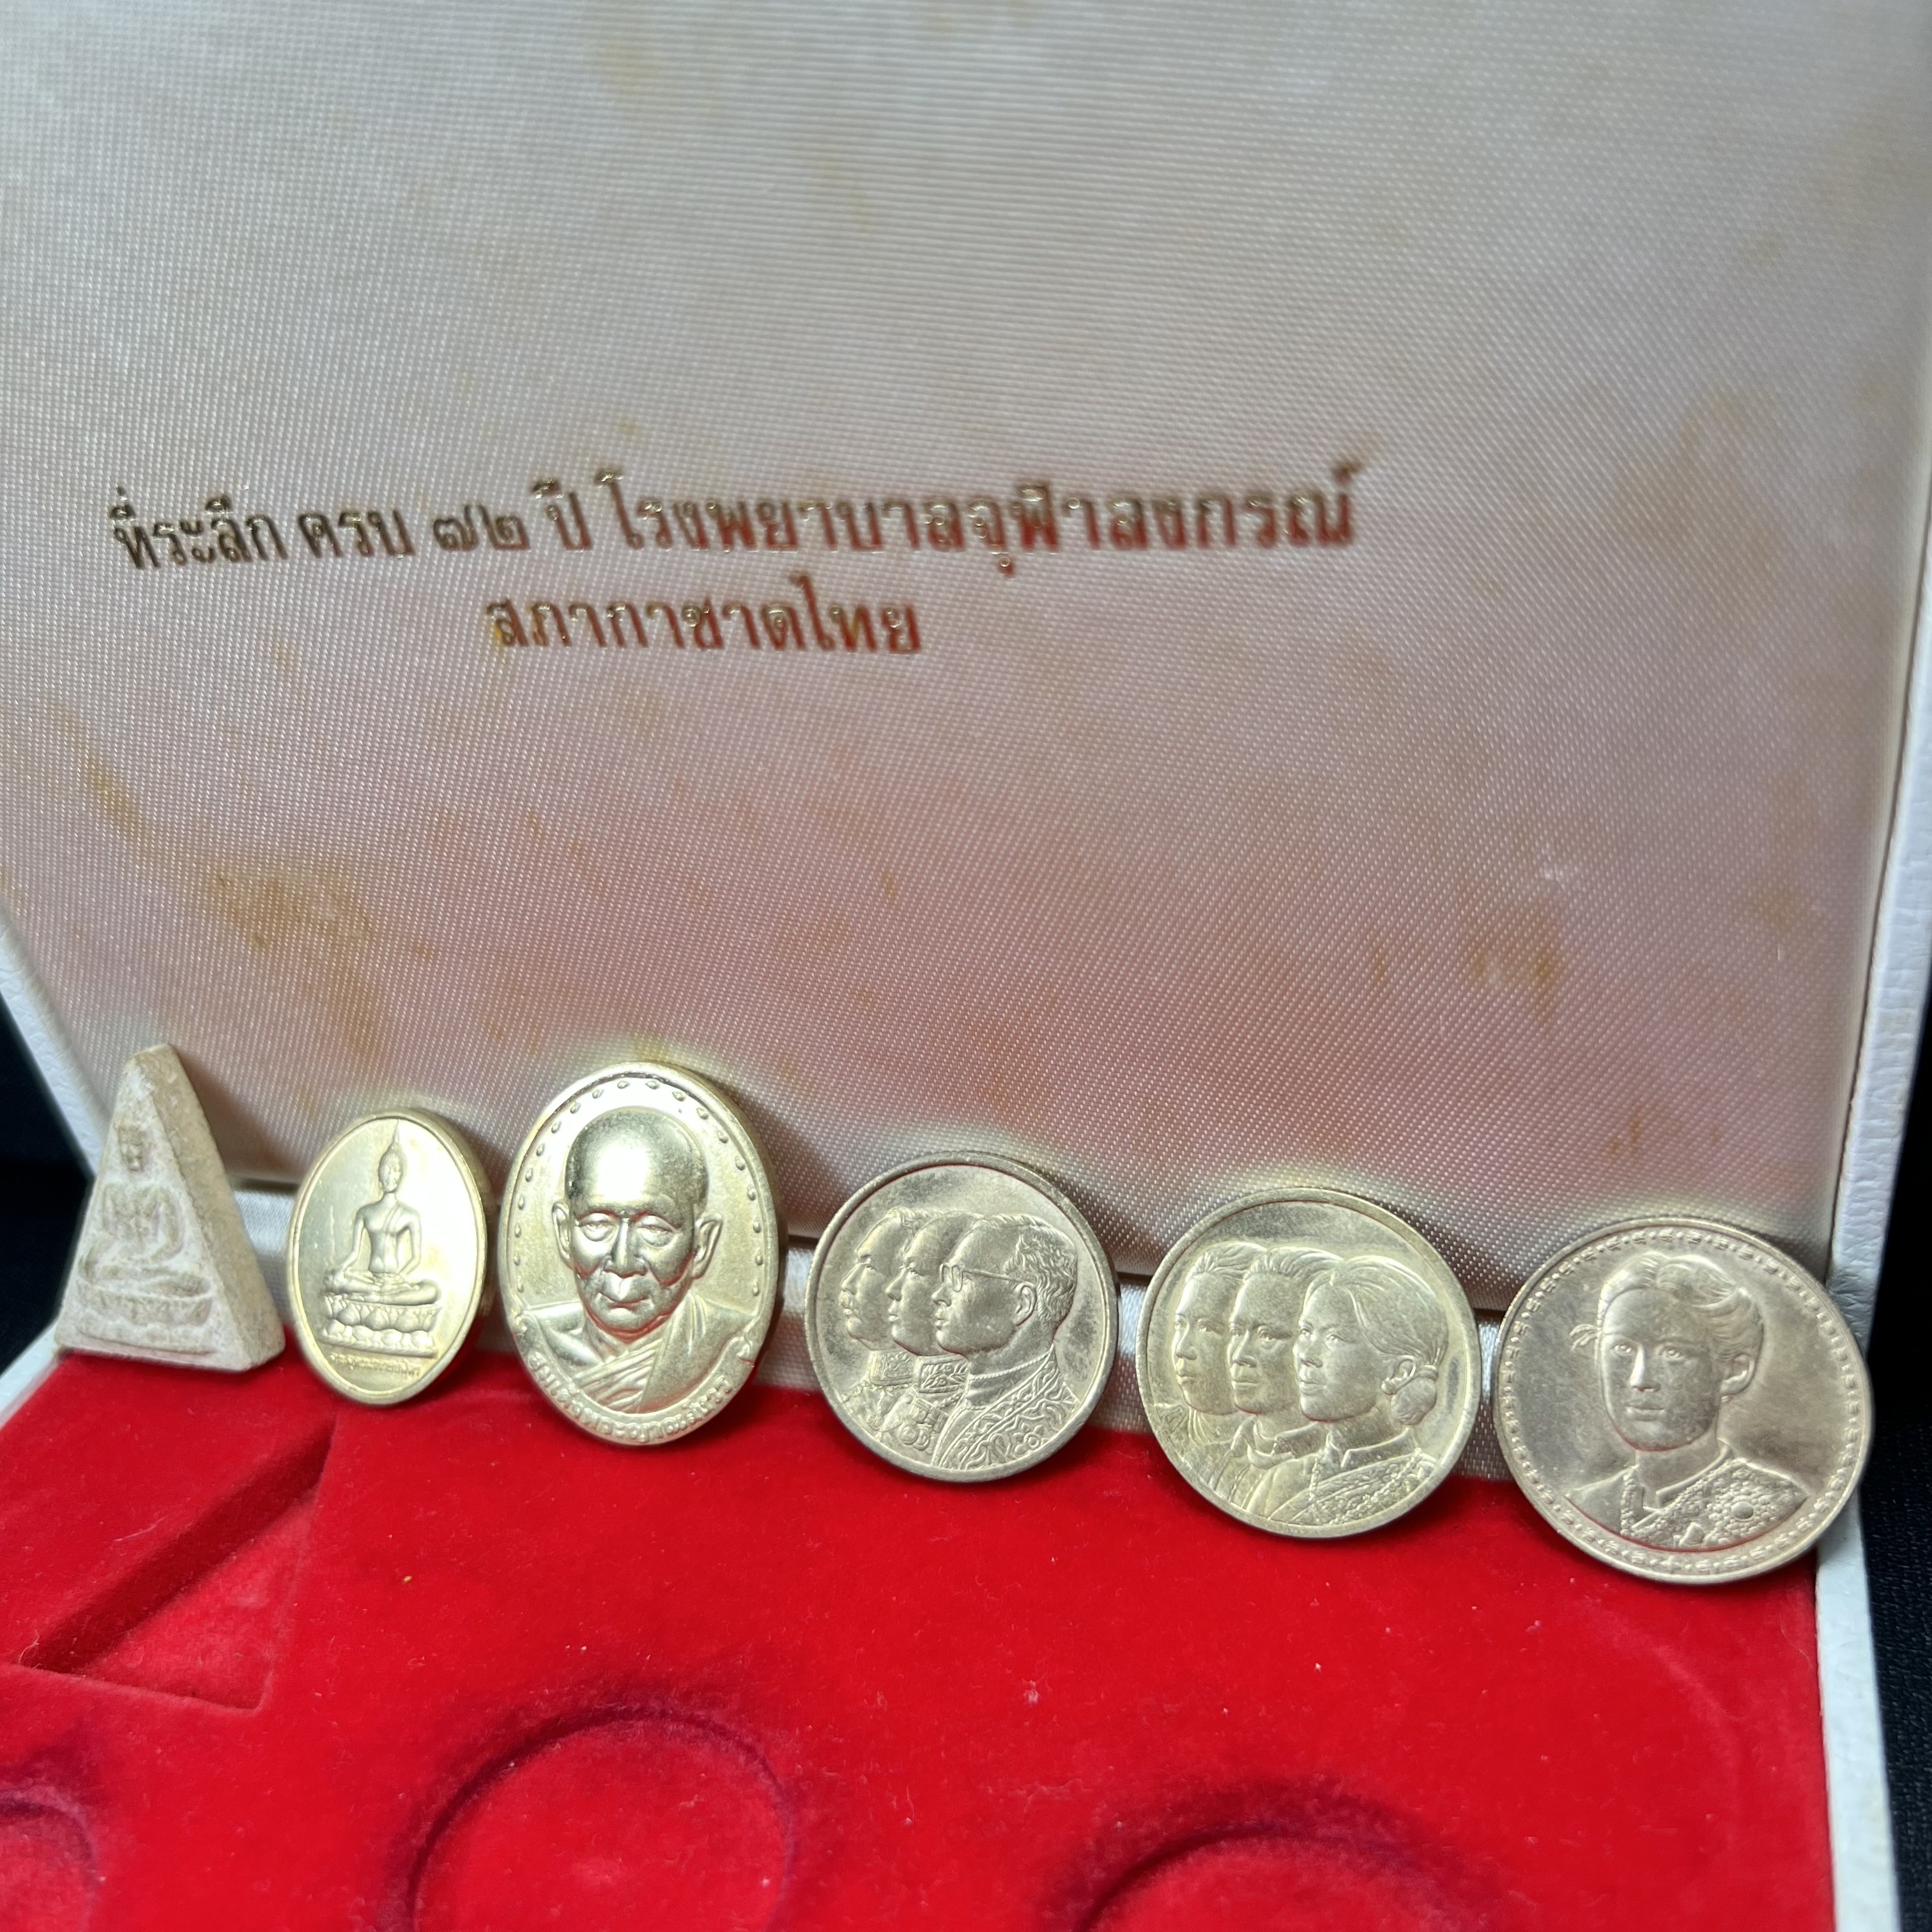 ที่ระลึก ครบ ๗๒ ปี โรงพยาบาลจุฬาลงกรณ์
สภากาชาดไทย